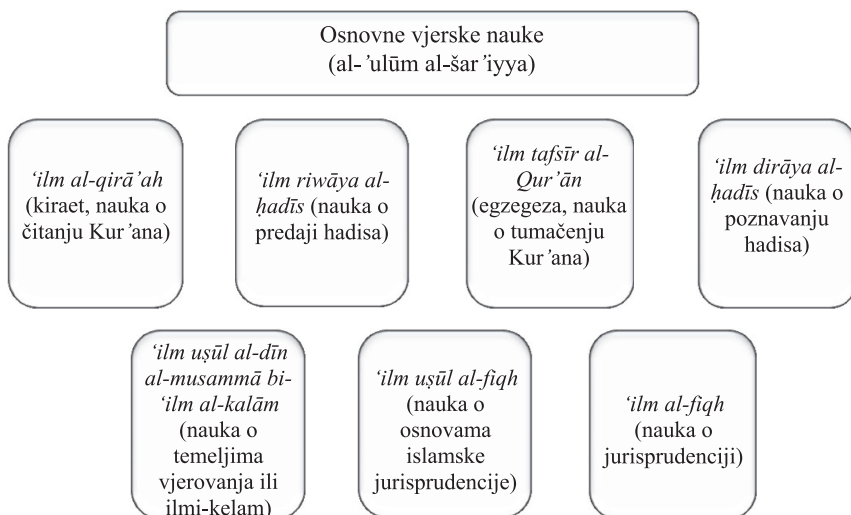 Osnovne vjerske nauke
(al-’ulūm al-šar’iyya)
‘ilm al-qirā’ah
(kiraet, nauka o
čitanju Kur’ana)
‘ilm riwāya al-
ḥadīs (nauka o
predaji hadisa)
‘ilm tafsīr al-
Qur’ān
(egzegeza, nauka
o tumačenju
Kur’ana)
‘ilm dirāya al-
ḥadīs (nauka o
poznavanju
hadisa)
‘ilm uṣūl al-dīn
al-musammā bi-
‘ilm al-kalām
(nauka o
temeljima
vjerovanja ili
ilmi-kelam)
‘ilm uṣūl al-fiqh
(nauka o
osnovama
islamske
jurisprudencije)
‘ilm al-fiqh
(nauka o
jurisprudenciji)